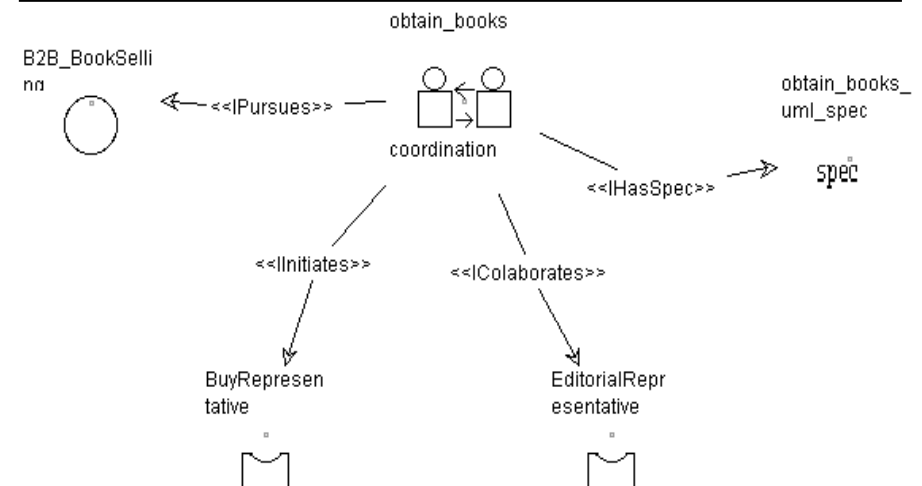 obtain_books
B2B_BookSelli
ng
<<IPursues>>
obtain_books_
uml_spec
coordination
spec
<<IHasSpec>>
<<IInitiates>>
<<IColaborates>>
BuyRepresen
tative
EditorialRepr
esentative